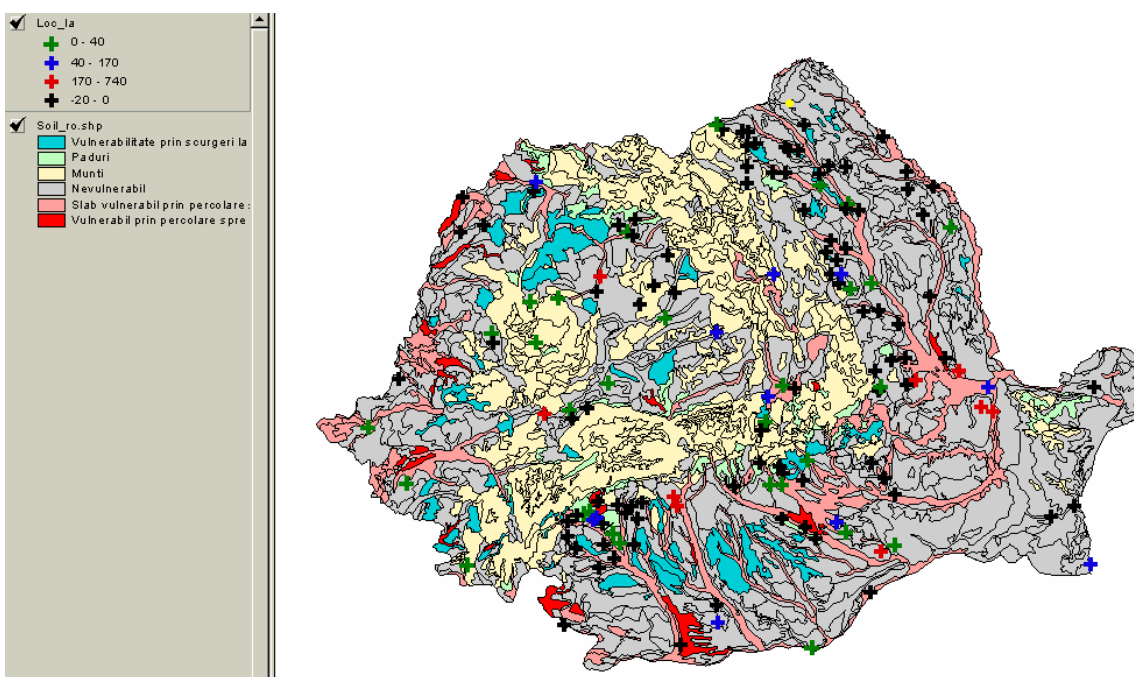 Loc_la
0 - 40
40 - 170
170 - 740
-20 - 0
Soil_ro.shp
Vulnerabilitate prin scurgeri la
Paduri
Munti
Nevulnerabil
Slab vulnerabil prin percolare :
Vulnerabil prin percolare spre